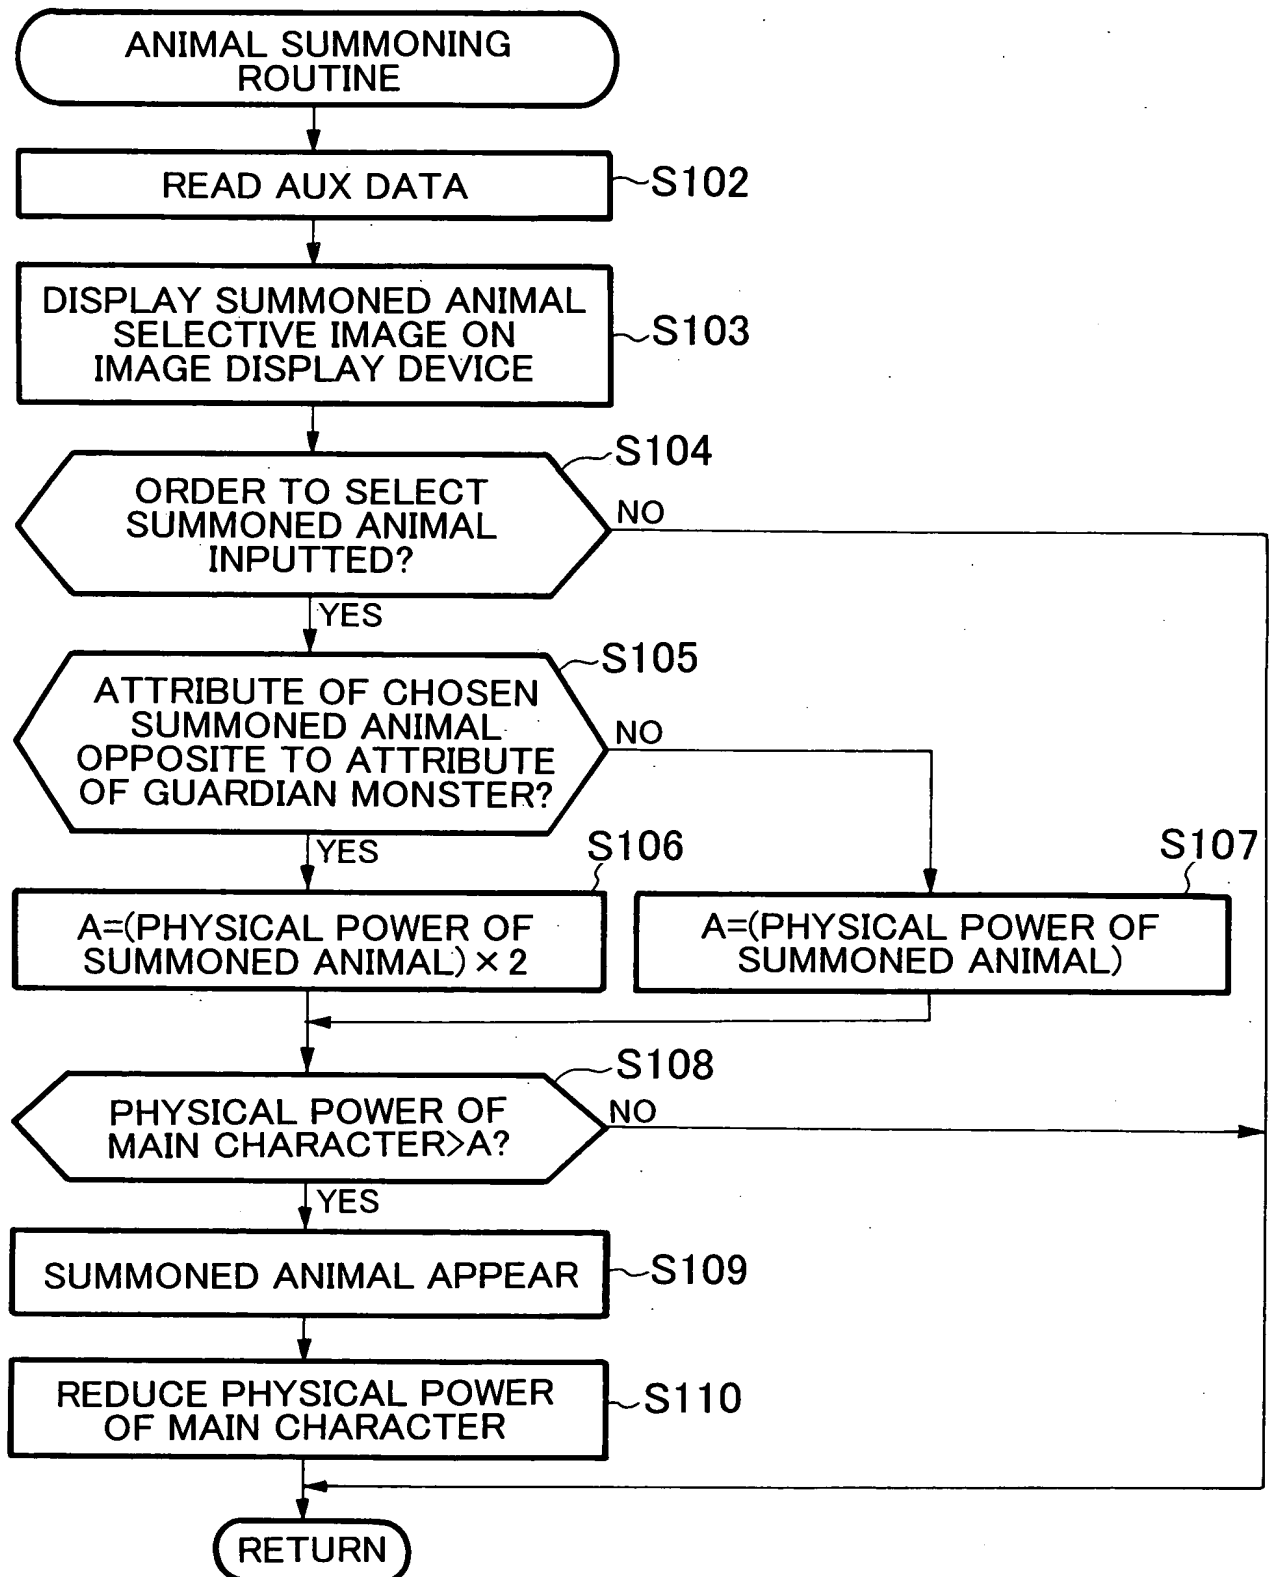 ANIMAL SUMMONING
ROUTINE
READ AUX DATA
S102
DISPLAY SUMMONED ANIMAL
SELECTIVE IMAGE ON
IMAGE DISPLAY DEVICE
S103
S104
ORDER TO SELECT
SUMMONED ANIMAL
INPUTTED?
NO
YES
S105
ATTRIBUTE OF CHOSEN
SUMMONED ANIMAL
OPPOSITE TO ATTRIBUTE
OF GUARDIAN MONSTER?
NO
YES
S106
A=(PHYSICAL POWER OF
SUMMONED ANIMAL)×2
S107
A=(PHYSICAL POWER OF
SUMMONED ANIMAL)
S108
PHYSICAL POWER OF
MAIN CHARACTER>A?
NO
YES
SUMMONED ANIMAL APPEAR
S109
REDUCE PHYSICAL POWER
OF MAIN CHARACTER
S110
RETURN